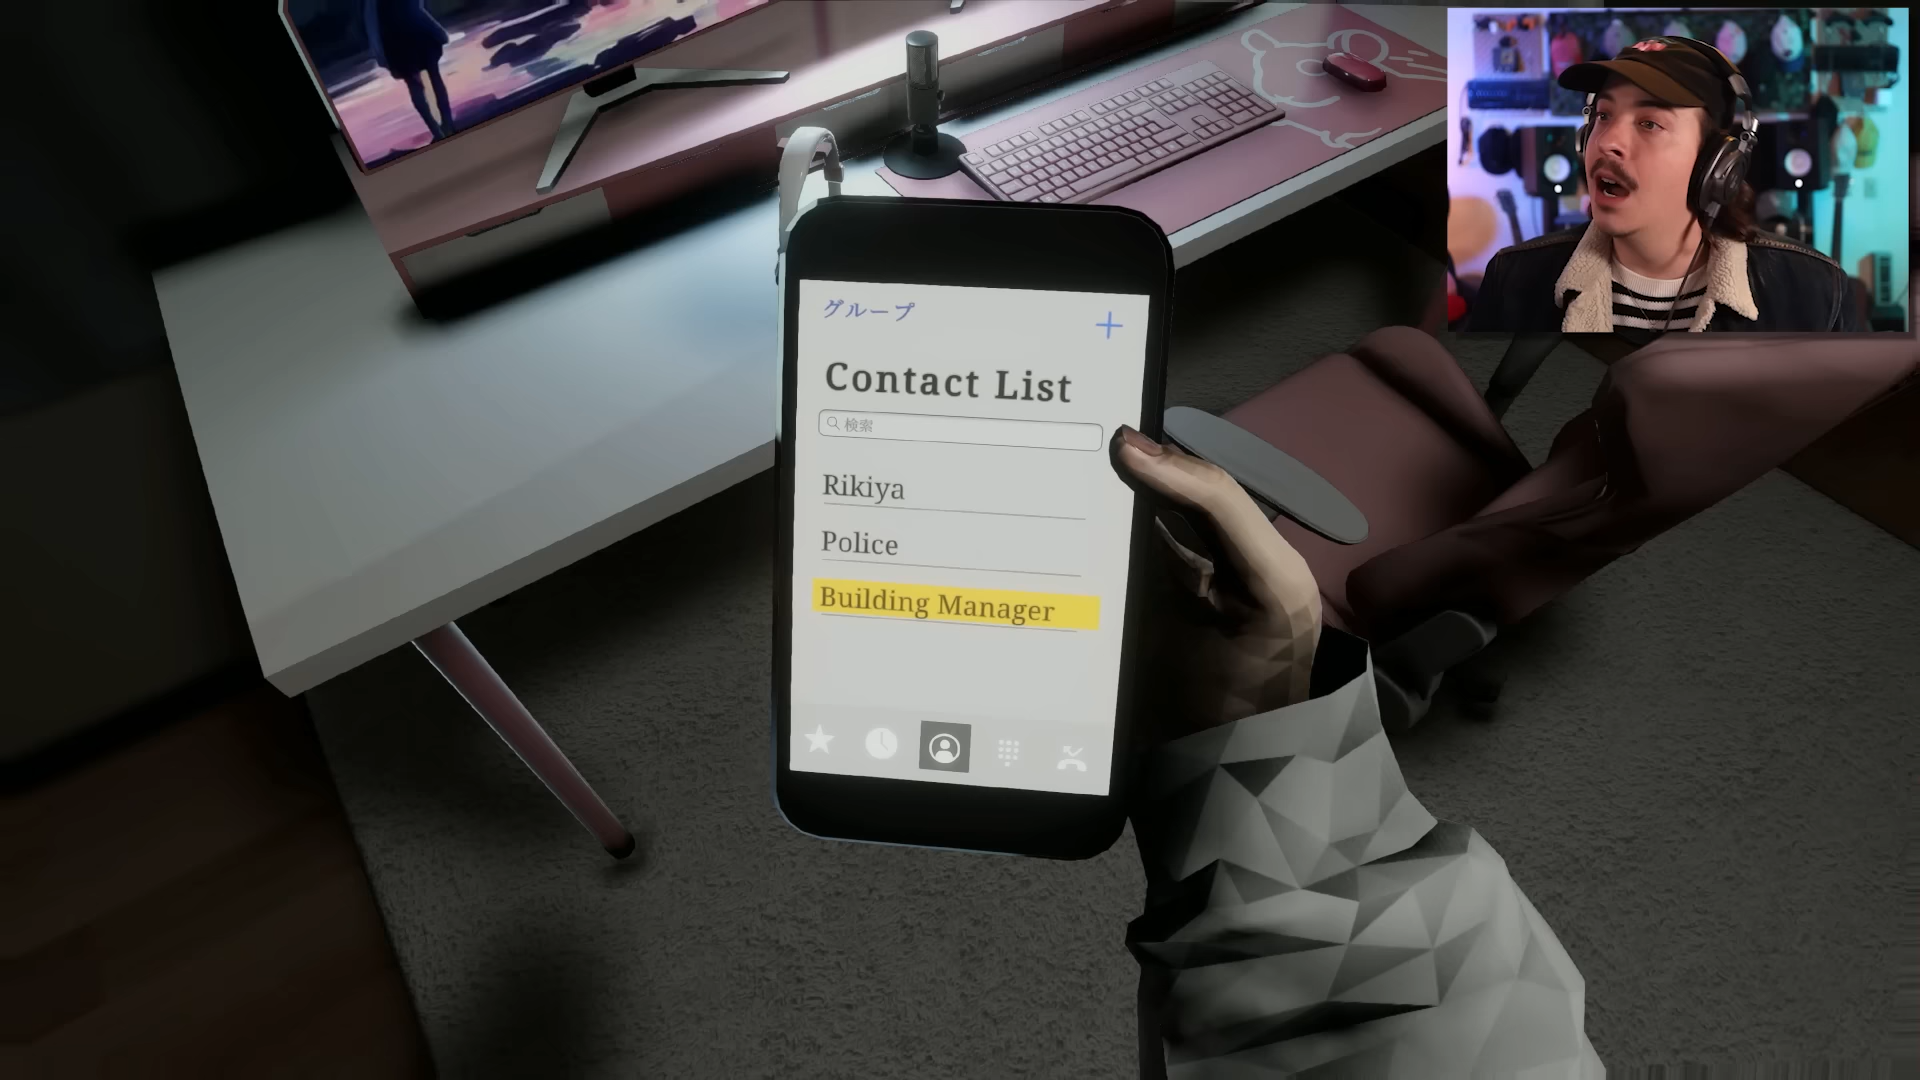 グループ
Contact List
検索
Rikiya
Police
Building Manager